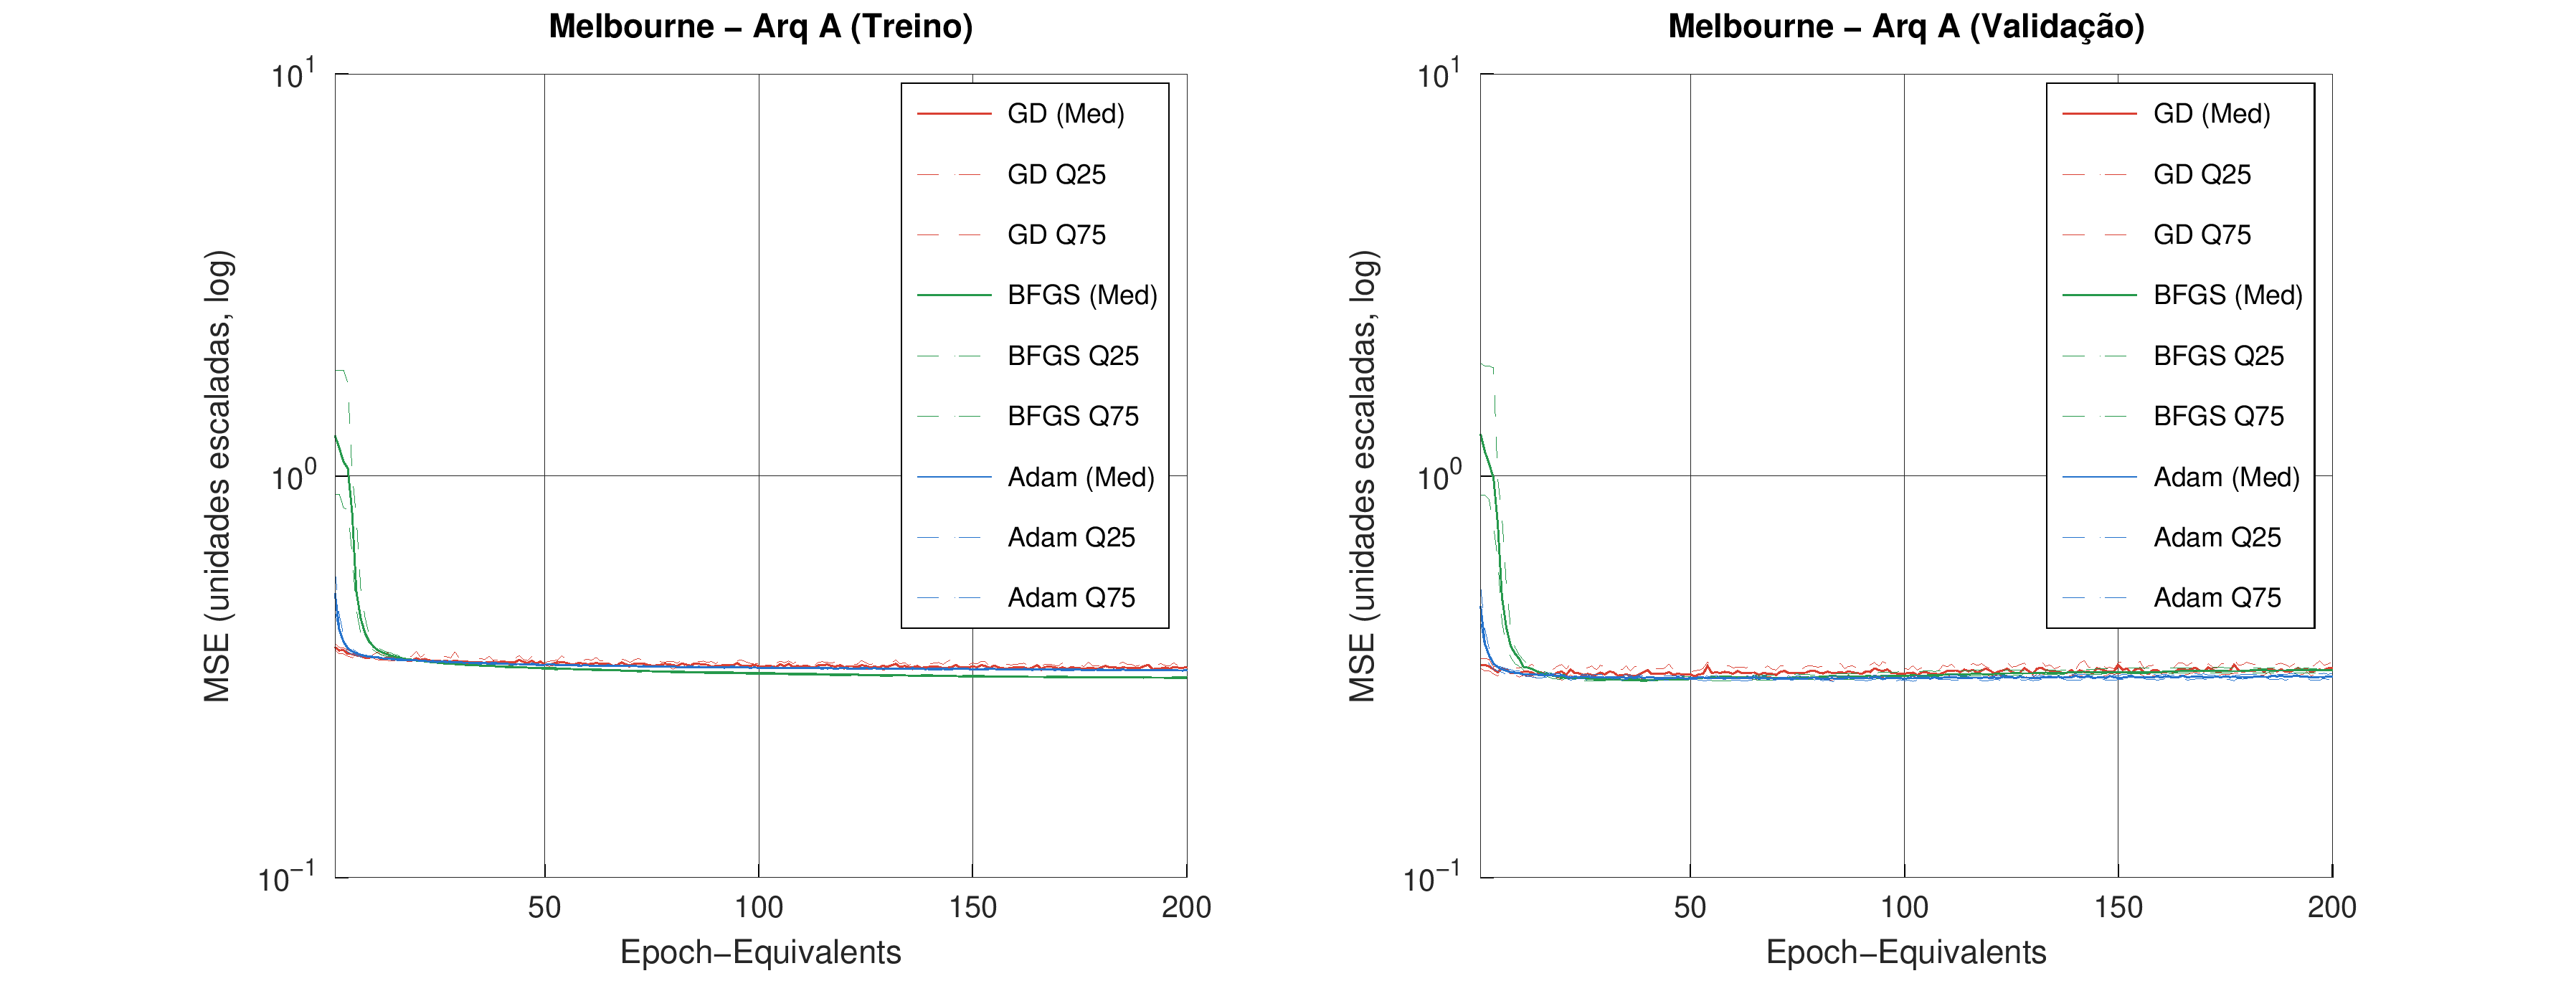 Melbourne – Arq A (Treino)
MSE (unidades escaladas, log)
10^1
10^0
10^−1
50 100 150 200
Epoch−Equivalents
GD (Med)
GD Q25
GD Q75
BFGS (Med)
BFGS Q25
BFGS Q75
Adam (Med)
Adam Q25
Adam Q75
Melbourne – Arq A (Validação)
MSE (unidades escaladas, log)
10^1
10^0
10^−1
50 100 150 200
Epoch−Equivalents
GD (Med)
GD Q25
GD Q75
BFGS (Med)
BFGS Q25
BFGS Q75
Adam (Med)
Adam Q25
Adam Q75